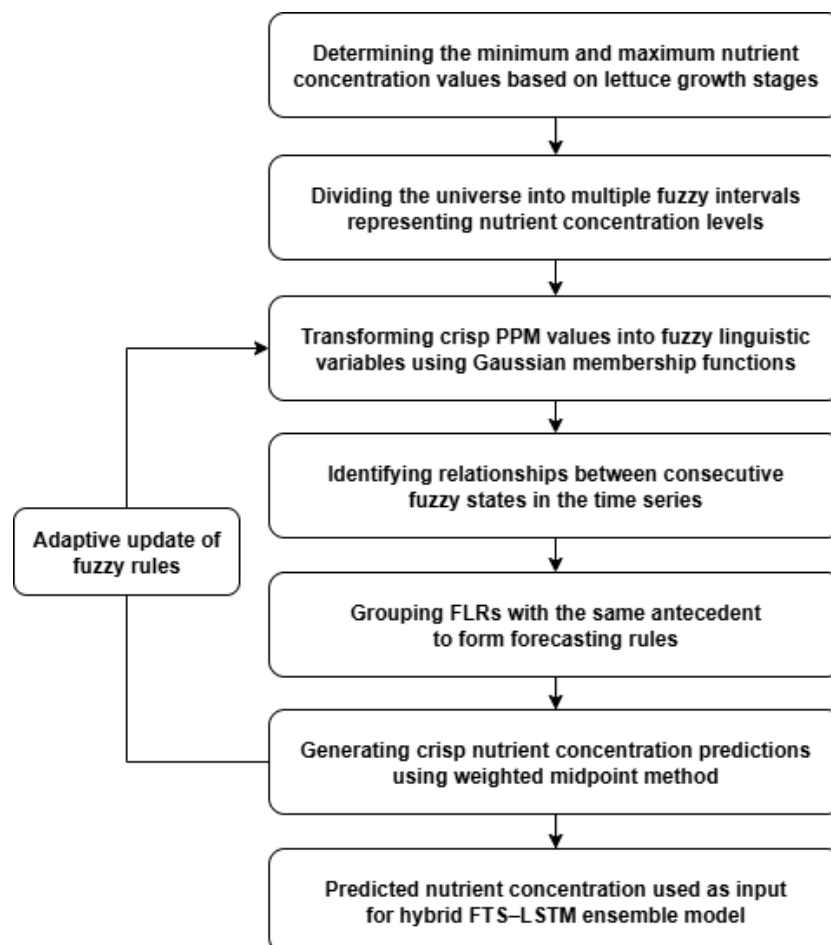 Determining the minimum and maximum nutrient
concentration values based on lettuce growth stages
Dividing the universe into multiple fuzzy intervals
representing nutrient concentration levels
Transforming crisp PPM values into fuzzy linguistic
variables using Gaussian membership functions
Identifying relationships between consecutive
fuzzy states in the time series
Adaptive update of
fuzzy rules
Grouping FLRs with the same antecedent
to form forecasting rules
Generating crisp nutrient concentration predictions
using weighted midpoint method
Predicted nutrient concentration used as input
for hybrid FTS–LSTM ensemble model